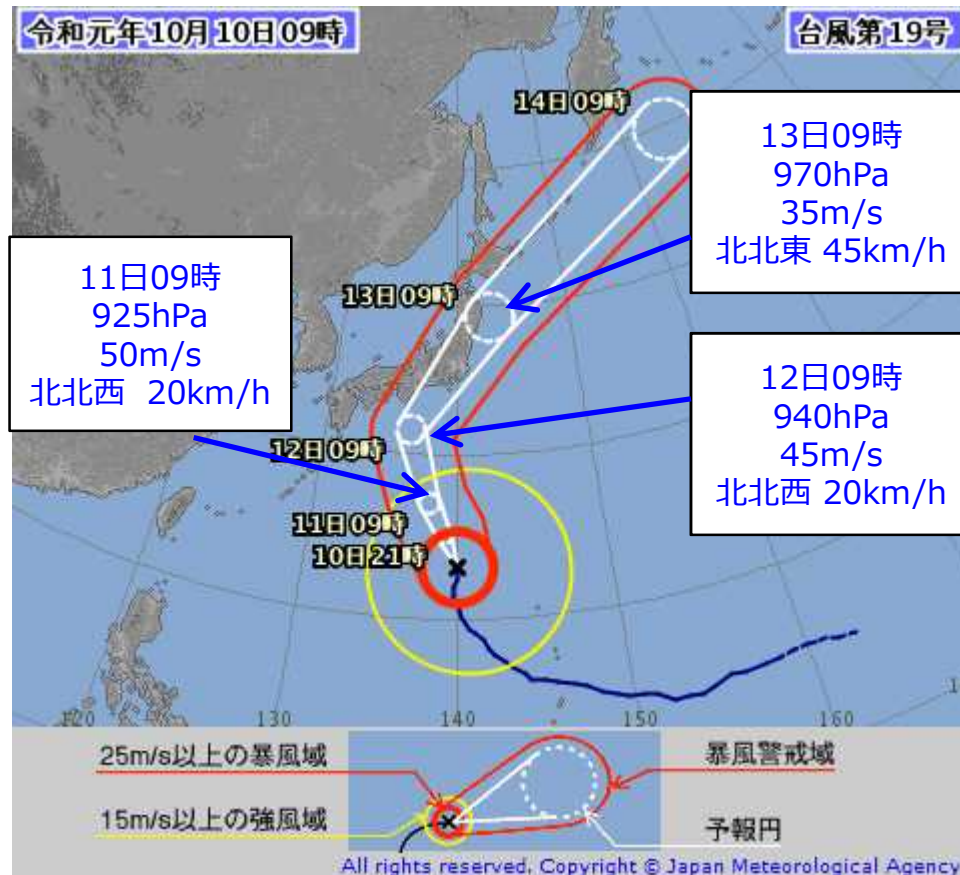 令和元年10月10日09時
台風第19号
14日09時
13日09時
970hPa
35m/s
北北東 45km/h
11日09時
925hPa
50m/s
北北西 20km/h
13日09時
12日09時
940hPa
45m/s
北北西 20km/h
12日09時
11日09時
10日21時
120
130
140
150
160
25m/s以上の暴風域
暴風警戒域
15m/s以上の強風域
予報円
All rights reserved. Copyright © Japan Meteorological Agency